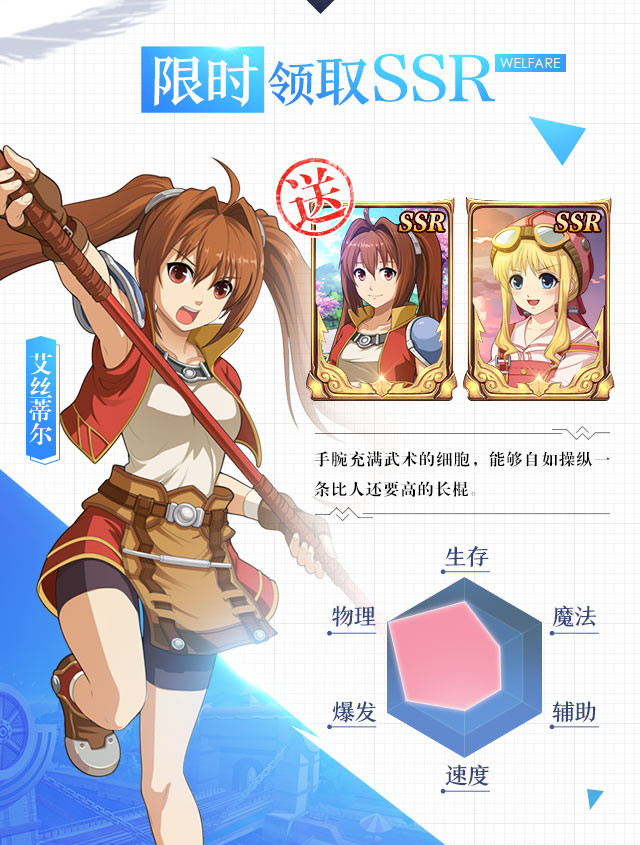 限时领取SSR
WELFARE
送
SSR
SSR
艾丝蒂尔
手腕充满武术的细胞，能够自如操纵一
条比人还要高的长棍。
生存
物理
魔法
爆发
辅助
速度